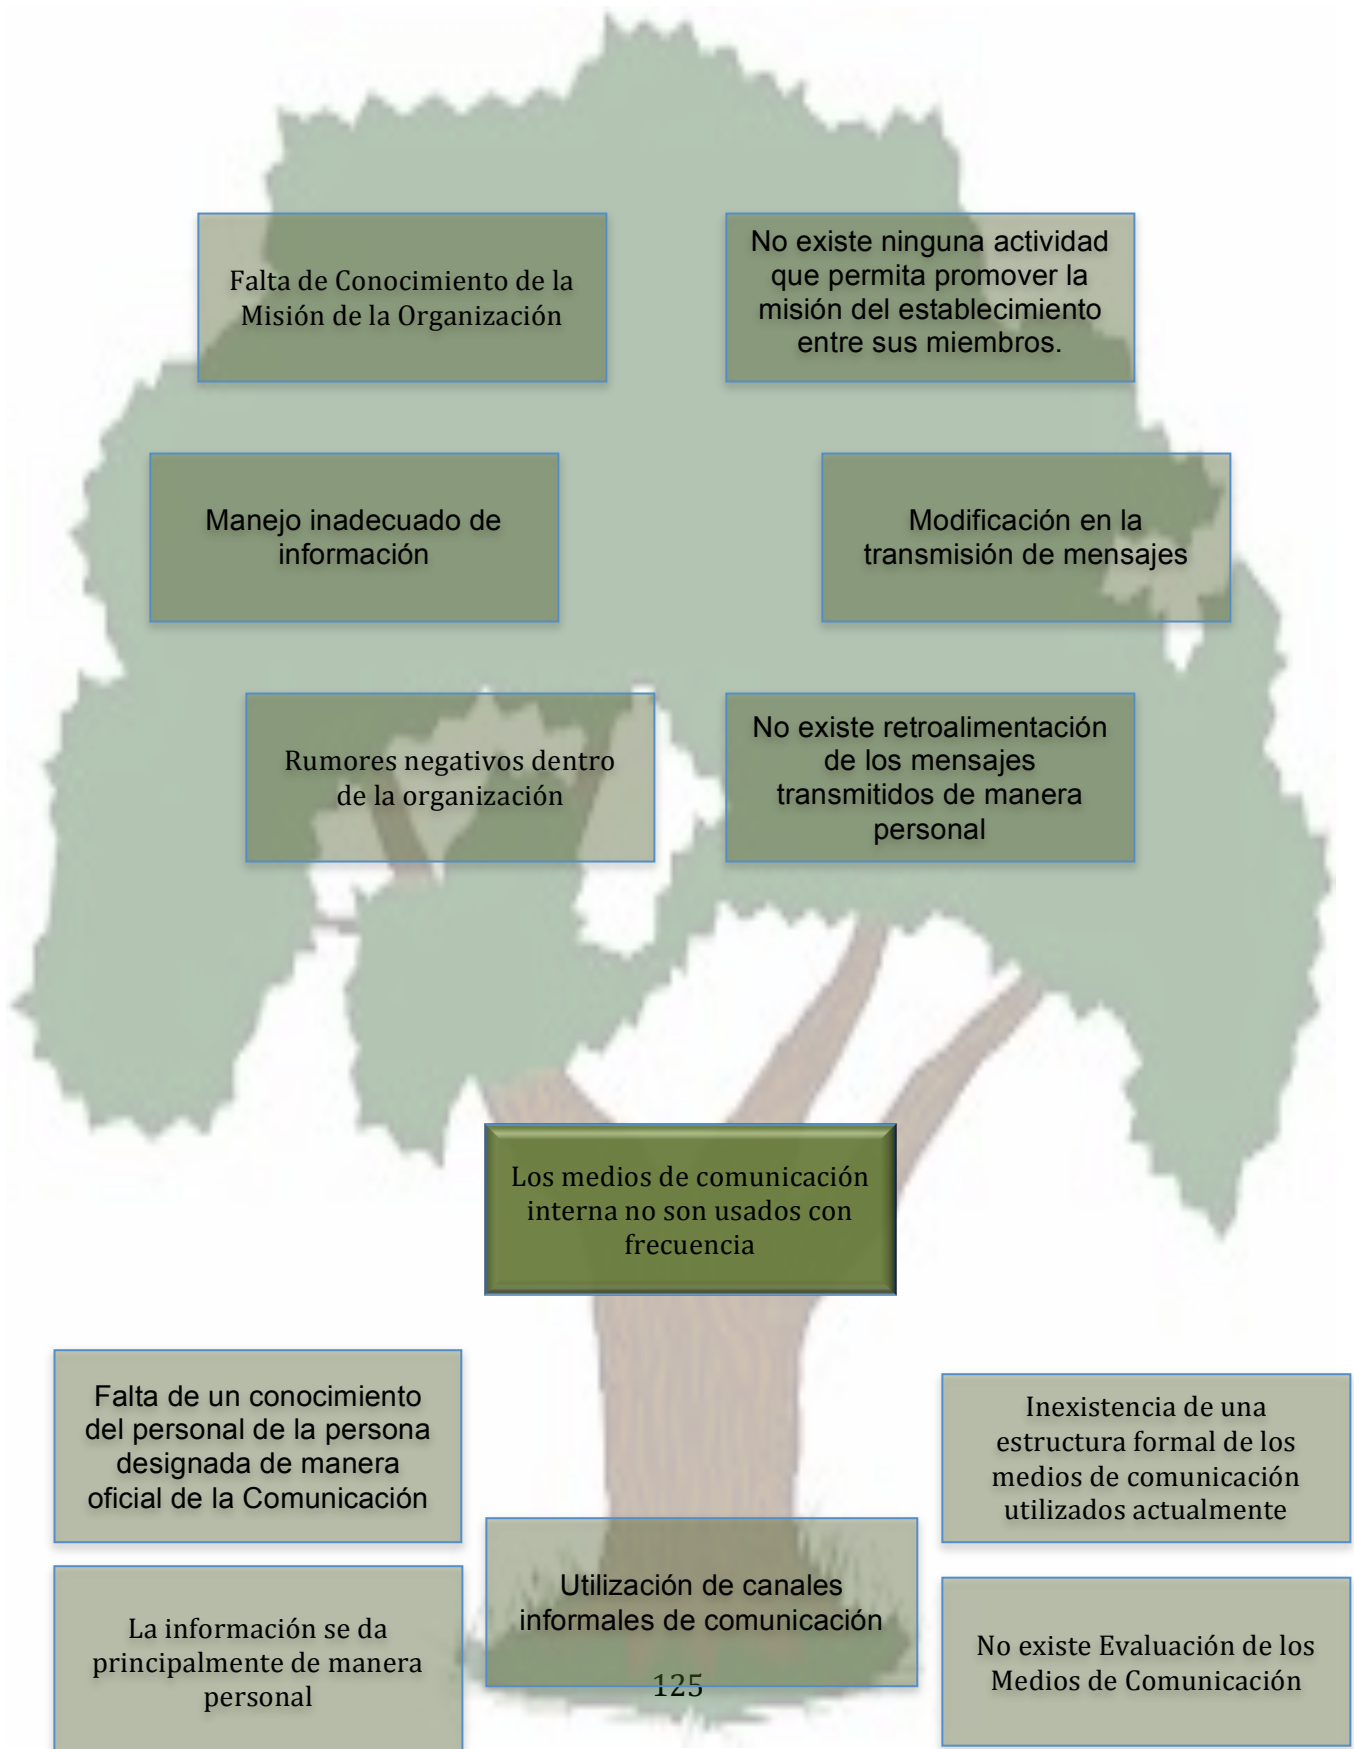 Falta de Conocimiento de la
Misión de la Organización
No existe ninguna actividad
que permita promover la
misión del establecimiento
entre sus miembros.
Manejo inadecuado de
información
Modificación en la
transmisión de mensajes
Rumores negativos dentro
de la organización
No existe retroalimentación
de los mensajes
transmitidos de manera
personal
Los medios de comunicación
interna no son usados con
frecuencia
Falta de un conocimiento
del personal de la persona
designada de manera
oficial de la Comunicación
Inexistencia de una
estructura formal de los
medios de comunicación
utilizados actualmente
Utilización de canales
informales de comunicación
La información se da
principalmente de manera
personal
No existe Evaluación de los
Medios de Comunicación
125